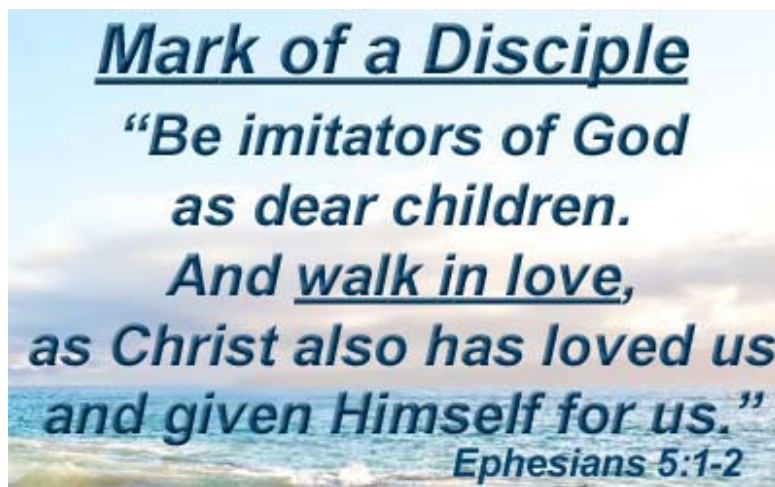 Mark of a Disciple
“Be imitators of God
as dear children.
And walk in love,
as Christ also has loved us
and given Himself for us.”
Ephesians 5:1-2